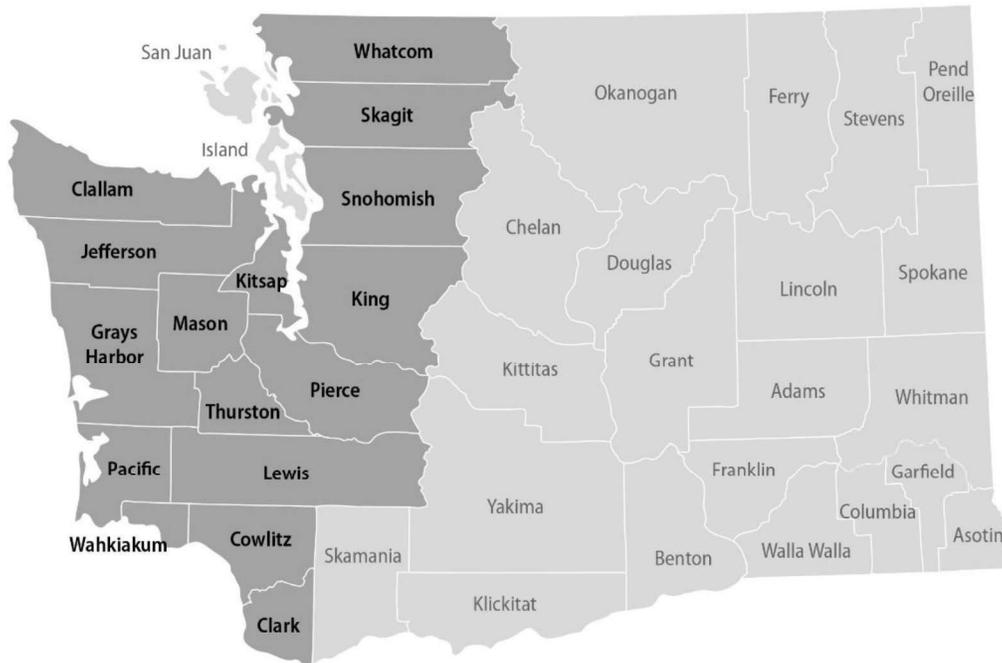 San Juan
Whatcom
Okanogan
Ferry
Stevens
Pend
Oreille
Skagit
Island
Clallam
Snohomish
Chelan
Jefferson
Kitsap
Douglas
Lincoln
Spokane
King
Mason
Grays
Harbor
Kittitas
Grant
Pierce
Adams
Whitman
Thurston
Pacific
Lewis
Franklin
Garfield
Yakima
Columbia
Wahkiakum
Cowlitz
Skamania
Benton
Walla Walla
Asotin
Klickitat
Clark